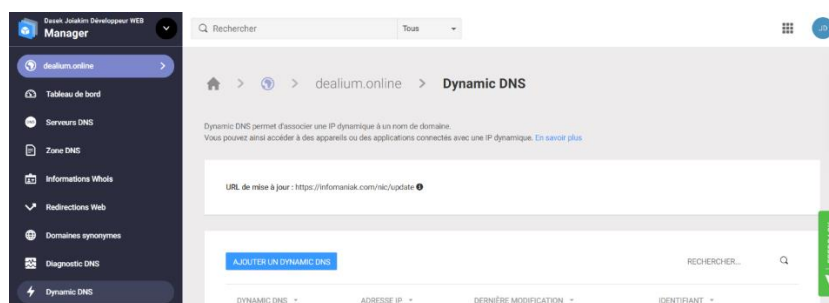 Dasek Joiakim Développeur WEB
Manager
Rechercher
Tous
JD
dealium.online
Tableau de bord
Serveurs DNS
Zone DNS
Informations Whois
Redirections Web
Domaines synonymes
Diagnostic DNS
Dynamic DNS
dealium.online > Dynamic DNS
Dynamic DNS permet d'associer une IP dynamique à un nom de domaine.
Vous pouvez ainsi accéder à des appareils ou des applications connectés avec une IP dynamique. En savoir plus
URL de mise à jour : https://infomaniak.com/nic/update
AJOUTER UN DYNAMIC DNS
RECHERCHER...
DYNAMIC DNS
ADRESSE IP
DERNIÈRE MODIFICATION
IDENTIFIANT